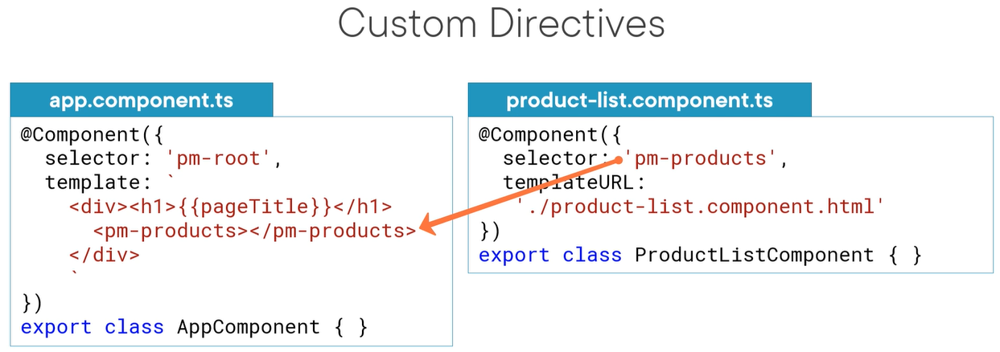 Custom Directives
app.component.ts
@Component({
  selector: 'pm-root',
  template: `
    <div><h1>{{pageTitle}}</h1>
      <pm-products></pm-products>
    </div>
    `
})
export class AppComponent { }
product-list.component.ts
@Component({
  selector: 'pm-products',
  templateURL:
   './product-list.component.html'
})
export class ProductListComponent { }